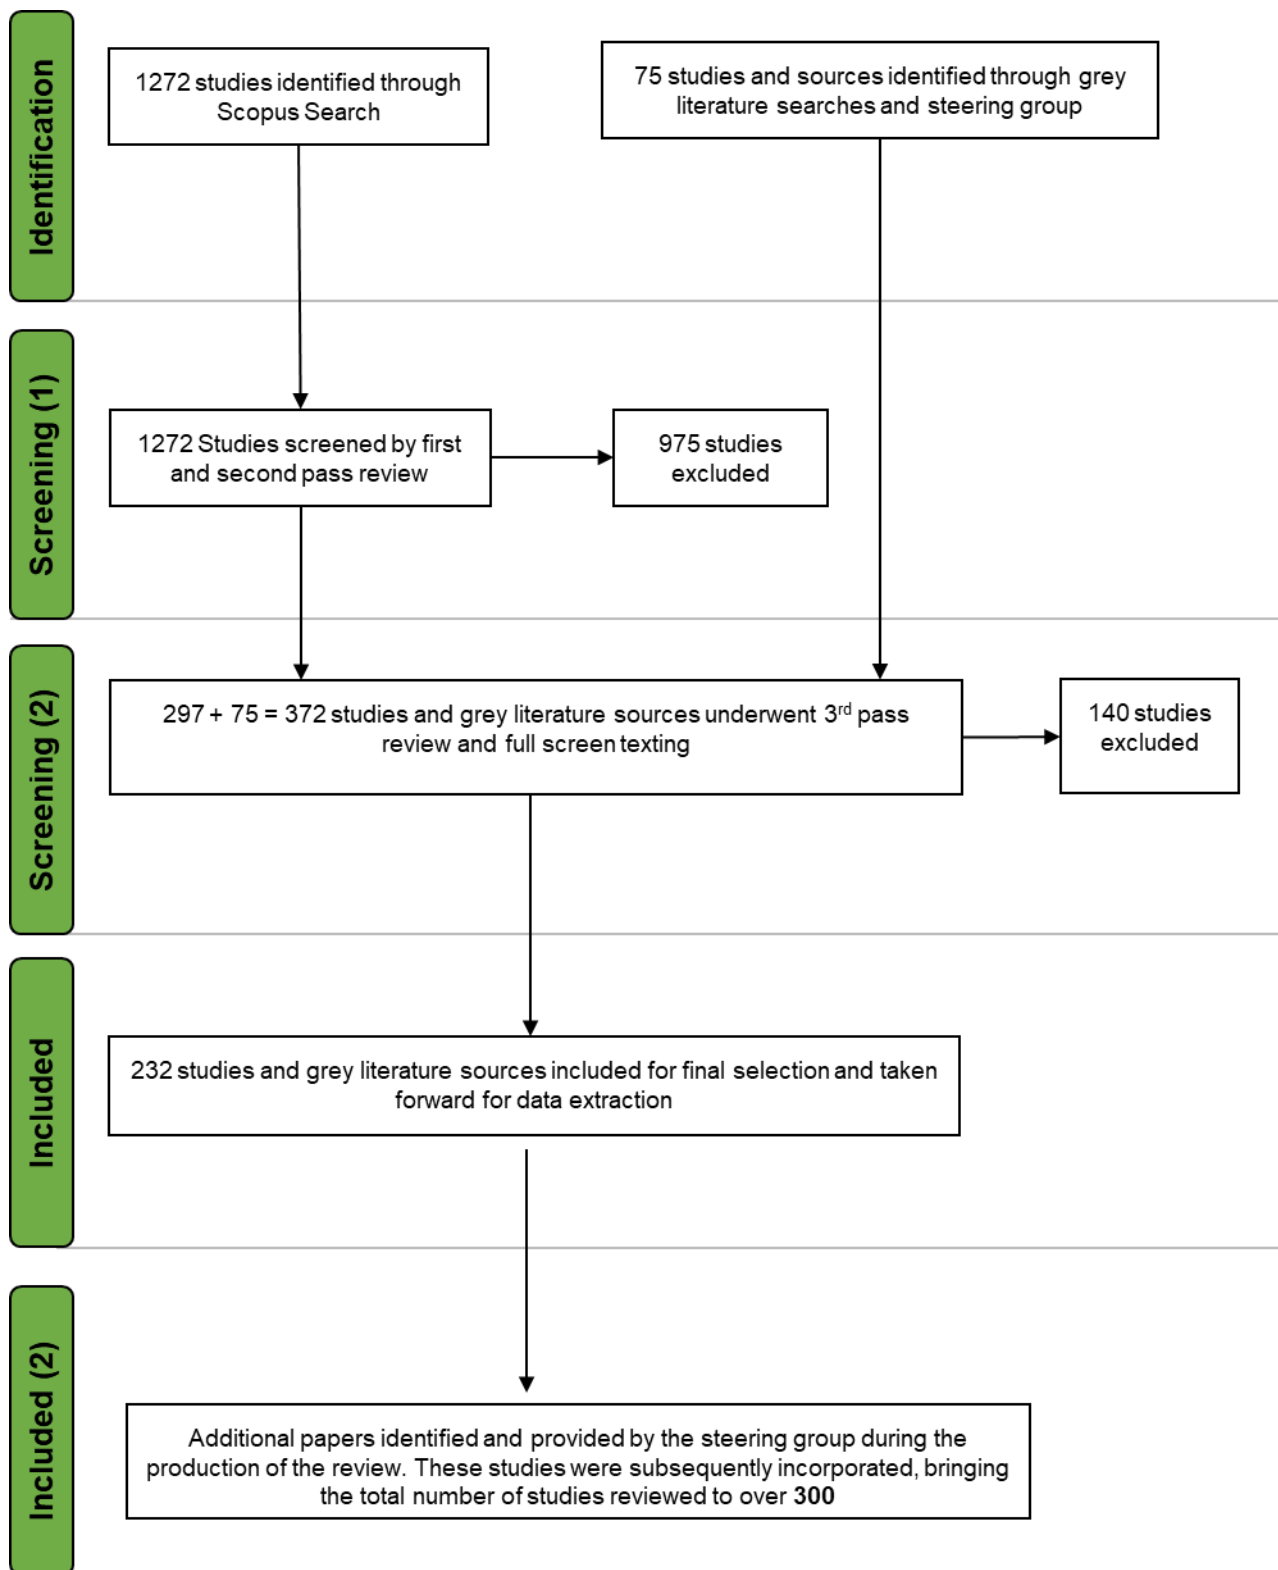 Identification
1272 studies identified through
Scopus Search
75 studies and sources identified through grey
literature searches and steering group
Screening (1)
1272 Studies screened by first
and second pass review
975 studies
excluded
Screening (2)
297 + 75 = 372 studies and grey literature sources underwent 3rd pass
review and full screen texting
140 studies
excluded
Included
232 studies and grey literature sources included for final selection and taken
forward for data extraction
Included (2)
Additional papers identified and provided by the steering group during the
production of the review. These studies were subsequently incorporated, bringing
the total number of studies reviewed to over 300